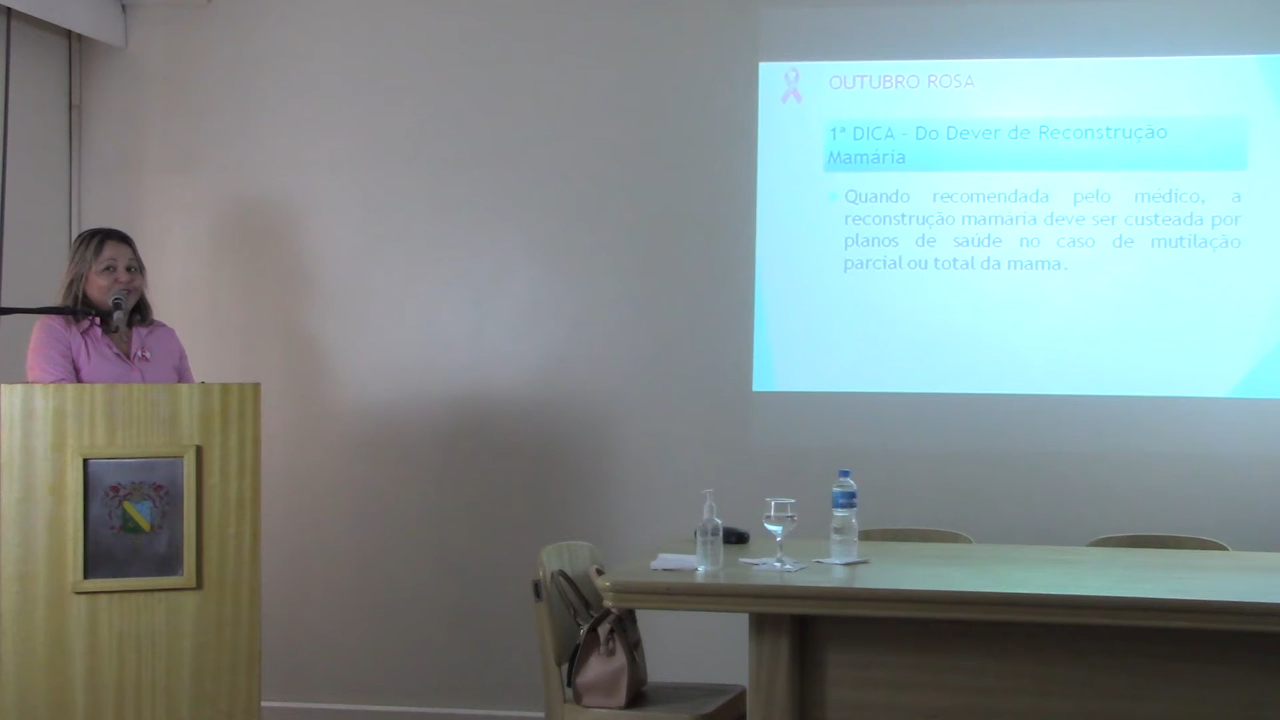 OUTUBRO ROSA
1ª DICA - Do Dever de Reconstrução
Mamária
Quando recomendada pelo médico, a
reconstrução mamária deve ser custeada por
planos de saúde no caso de mutilação
parcial ou total da mama.